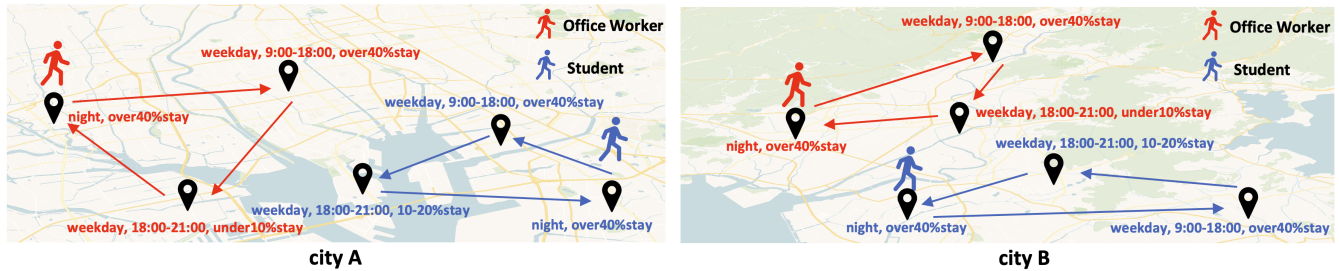 Office Worker
weekday, 9:00-18:00, over40%stay
Student
weekday, 9:00-18:00, over40%stay
night, over40%stay
weekday, 18:00-21:00, 10-20%stay
weekday, 18:00-21:00, under10%stay
night, over40%stay
city A
weekday, 9:00-18:00, over40%stay
Office Worker
Student
weekday, 18:00-21:00, under10%stay
night, over40%stay
weekday, 18:00-21:00, 10-20%stay
night, over40%stay
weekday, 9:00-18:00, over40%stay
city B